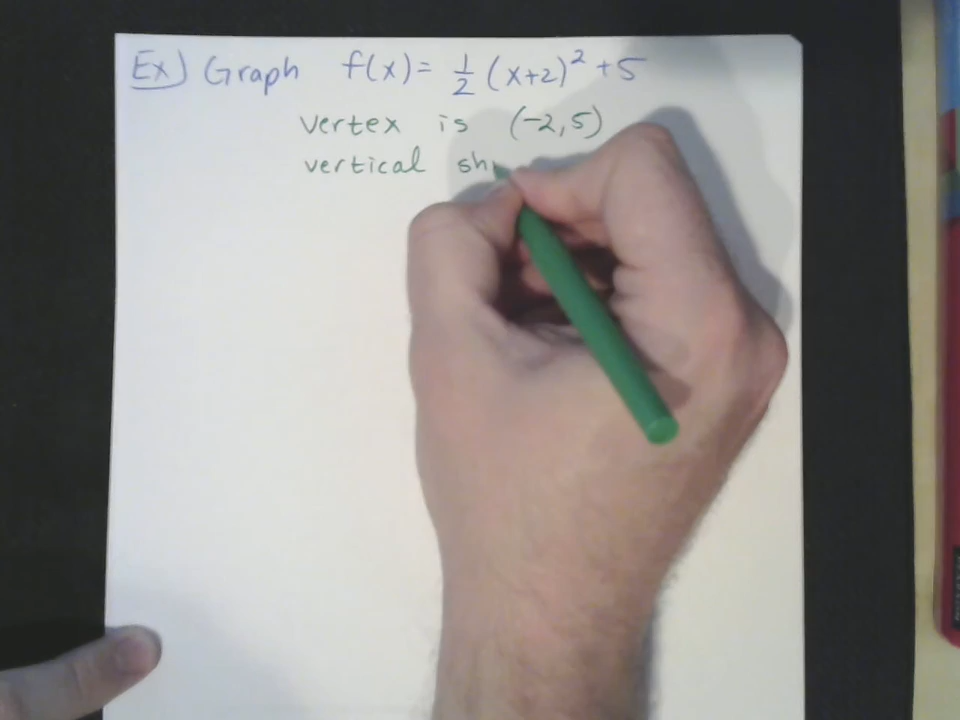 Ex) Graph f(x) = 1/2 (x+2)² + 5
vertex is (-2, 5)
vertical sh